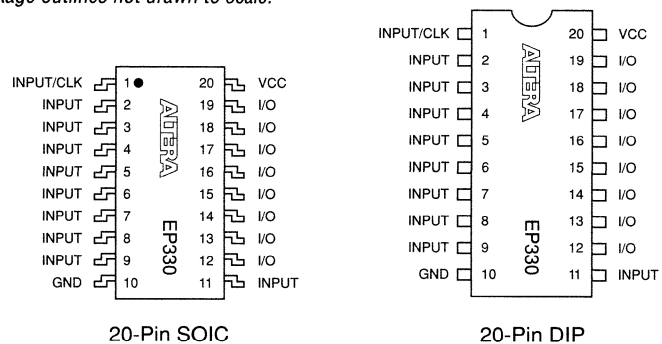 package outlines not drawn to scale.
INPUT/CLK 1 20 VCC
INPUT 2 19 I/O
INPUT 3 18 I/O
INPUT 4 17 I/O
INPUT 5 16 I/O
INPUT 6 15 I/O
INPUT 7 14 I/O
INPUT 8 13 I/O
INPUT 9 12 I/O
GND 10 11 INPUT
ALTERA
EP330
20-Pin SOIC
INPUT/CLK 1 20 VCC
INPUT 2 19 I/O
INPUT 3 18 I/O
INPUT 4 17 I/O
INPUT 5 16 I/O
INPUT 6 15 I/O
INPUT 7 14 I/O
INPUT 8 13 I/O
INPUT 9 12 I/O
GND 10 11 INPUT
ALTERA
EP330
20-Pin DIP